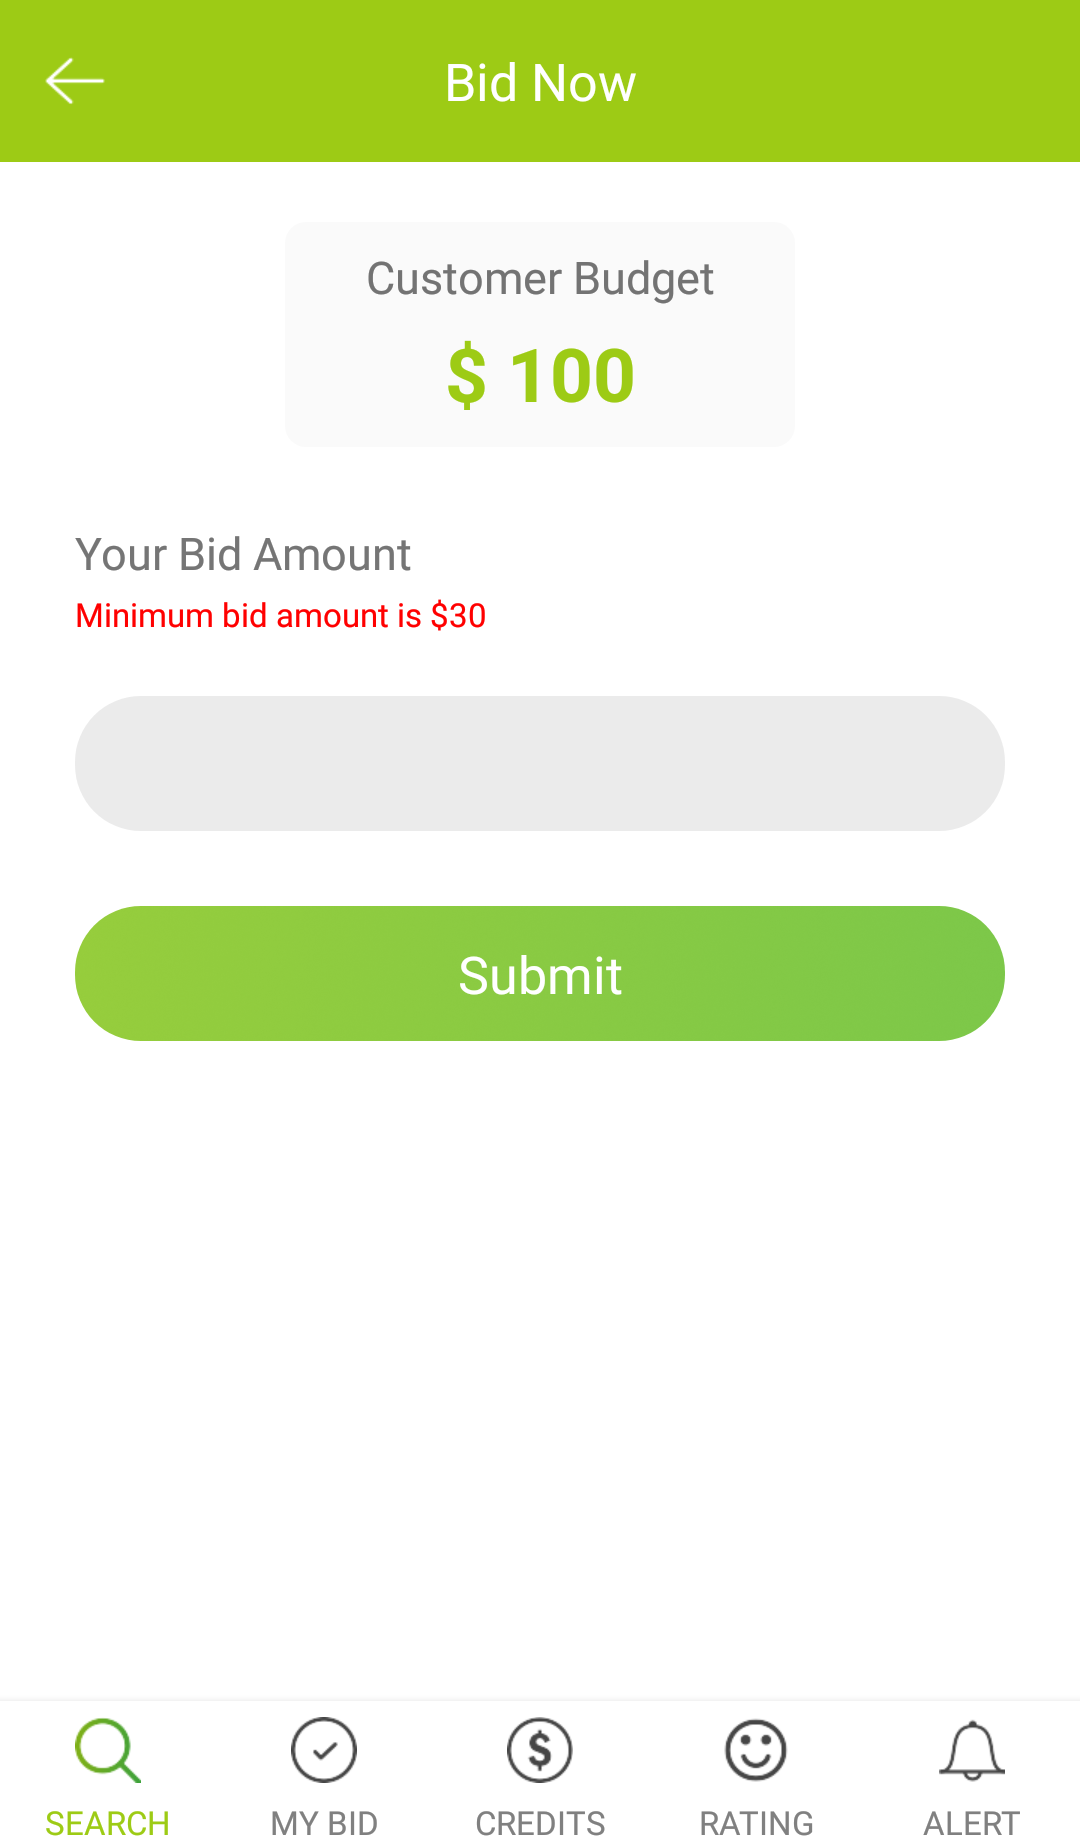 Bid Now
Customer Budget
$ 100
Your Bid Amount
Minimum bid amount is $30
Submit
SEARCH
MY BID
CREDITS
RATING
ALERT